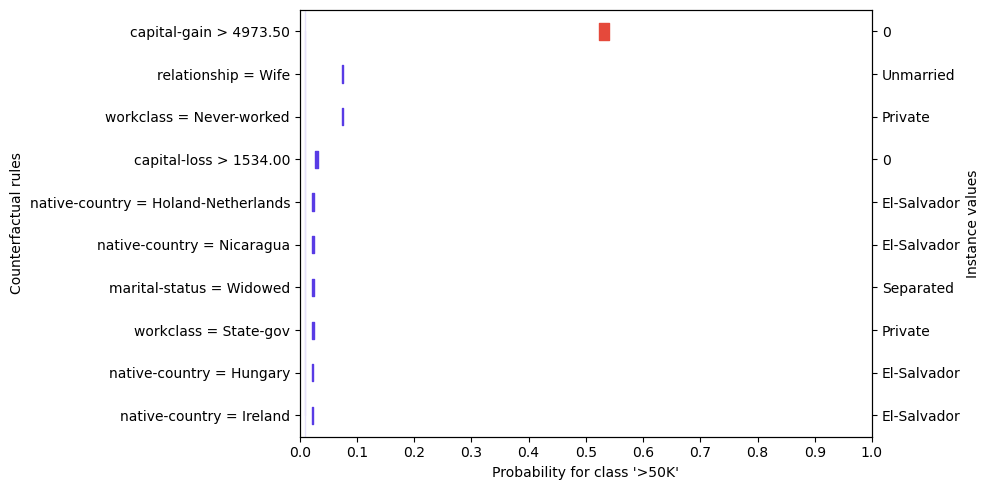 capital-gain > 4973.50
0
relationship = Wife
Unmarried
workclass = Never-worked
Private
capital-loss > 1534.00
0
native-country = Holand-Netherlands
El-Salvador
native-country = Nicaragua
El-Salvador
marital-status = Widowed
Separated
workclass = State-gov
Private
native-country = Hungary
El-Salvador
native-country = Ireland
El-Salvador
Counterfactual rules
Instance values
0.0 0.1 0.2 0.3 0.4 0.5 0.6 0.7 0.8 0.9 1.0
Probability for class '>50K'